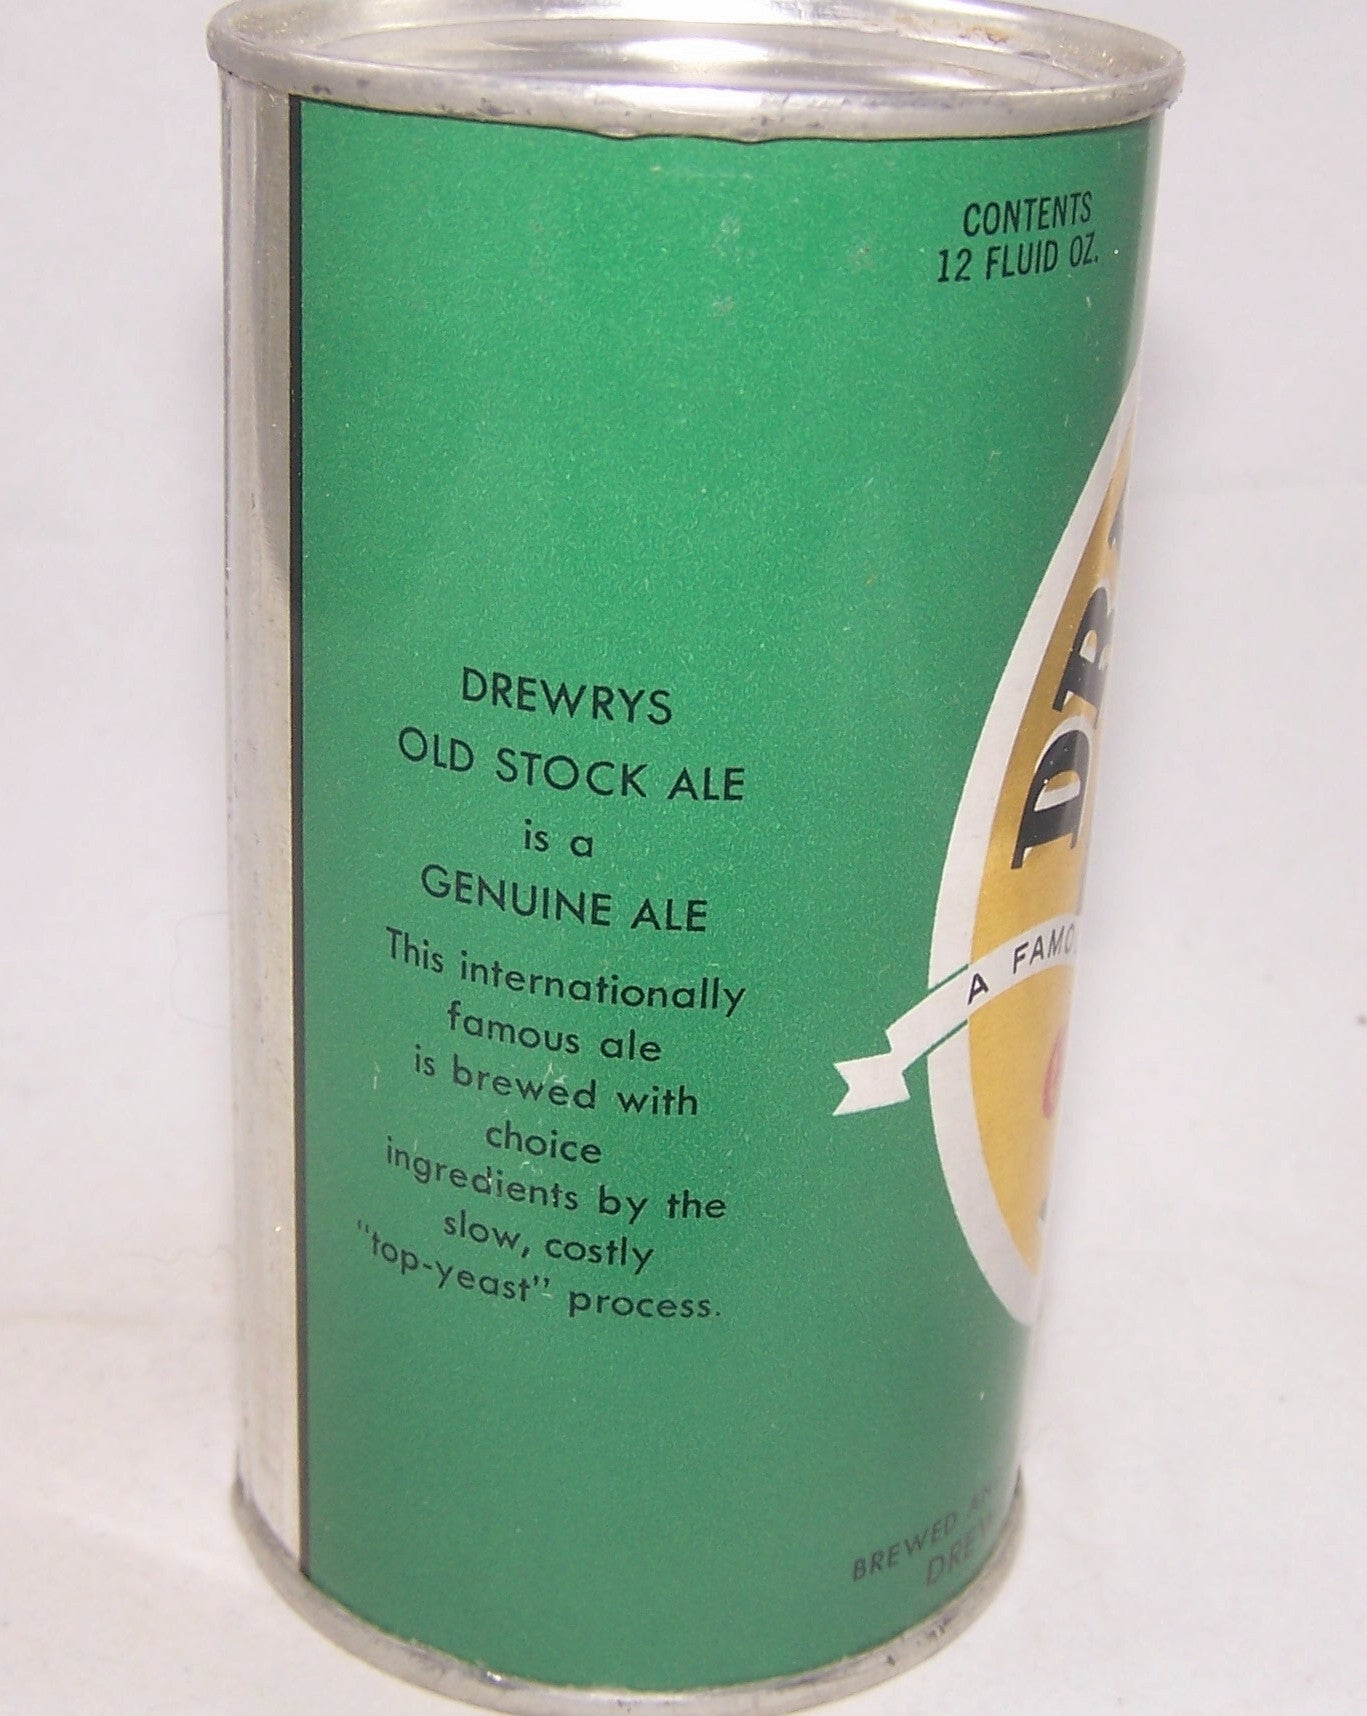 CONTENTS
12 FLUID OZ.
DREWRYS
OLD STOCK ALE
is a
GENUINE ALE
This internationally
famous ale
is brewed with
choice
ingredients by the
slow, costly
"top-yeast" process.
A
BREWED